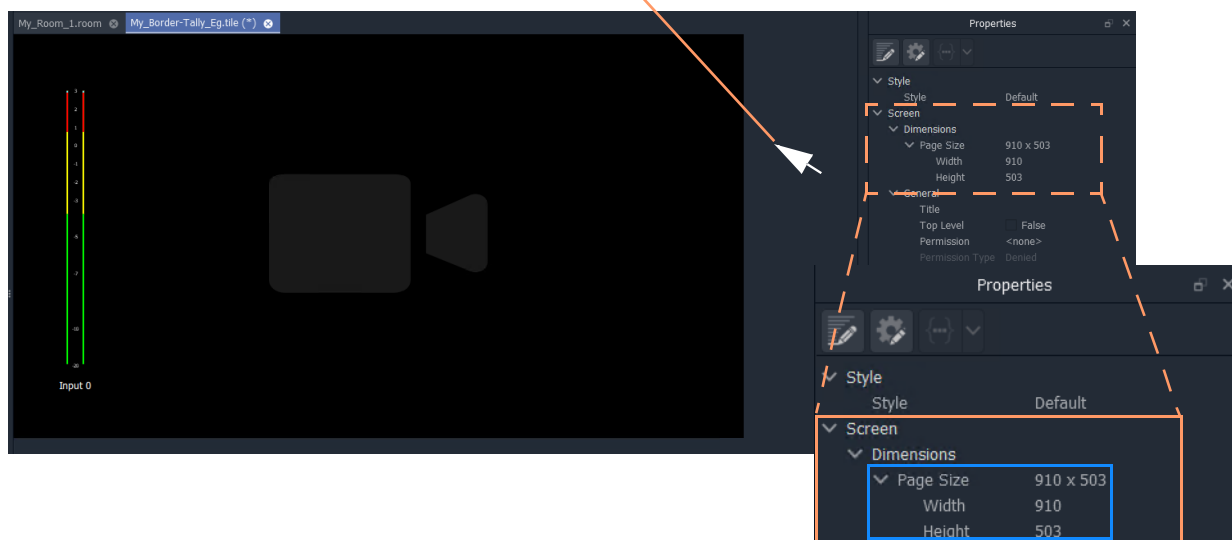 My_Room_1.room
My_Border-Tally_Eg.tile (*)
3
2
1
0
-1
-2
-3
-5
-7
-10
-20
Input 0
Properties
Style
Style Default
Screen
Dimensions
Page Size 910 x 503
Width 910
Height 503
General
Title
Top Level False
Permission <none>
Permission Type Denied
Properties
Style
Style Default
Screen
Dimensions
Page Size 910 x 503
Width 910
Height 503